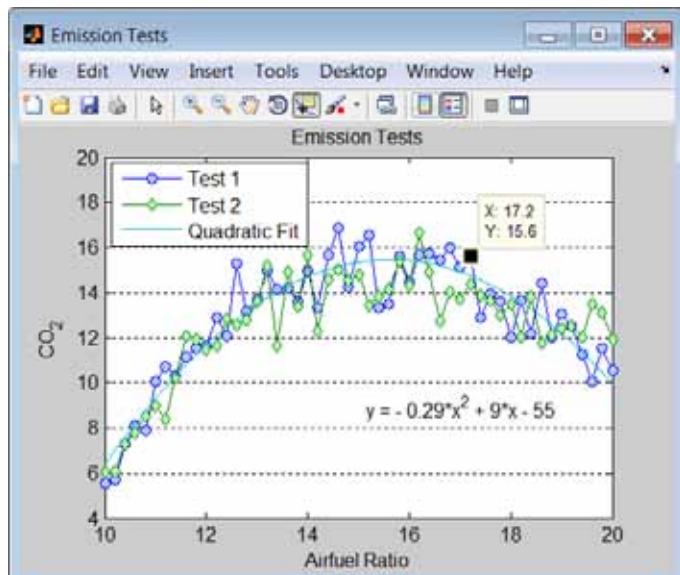 Emission Tests
File Edit View Insert Tools Desktop Window Help
Emission Tests
Test 1
Test 2
Quadratic Fit
X: 17.2
Y: 15.6
20
18
16
14
12
10
8
6
4
CO2
y = - 0.29*x^2 + 9*x - 55
10 12 14 16 18 20
Airfuel Ratio